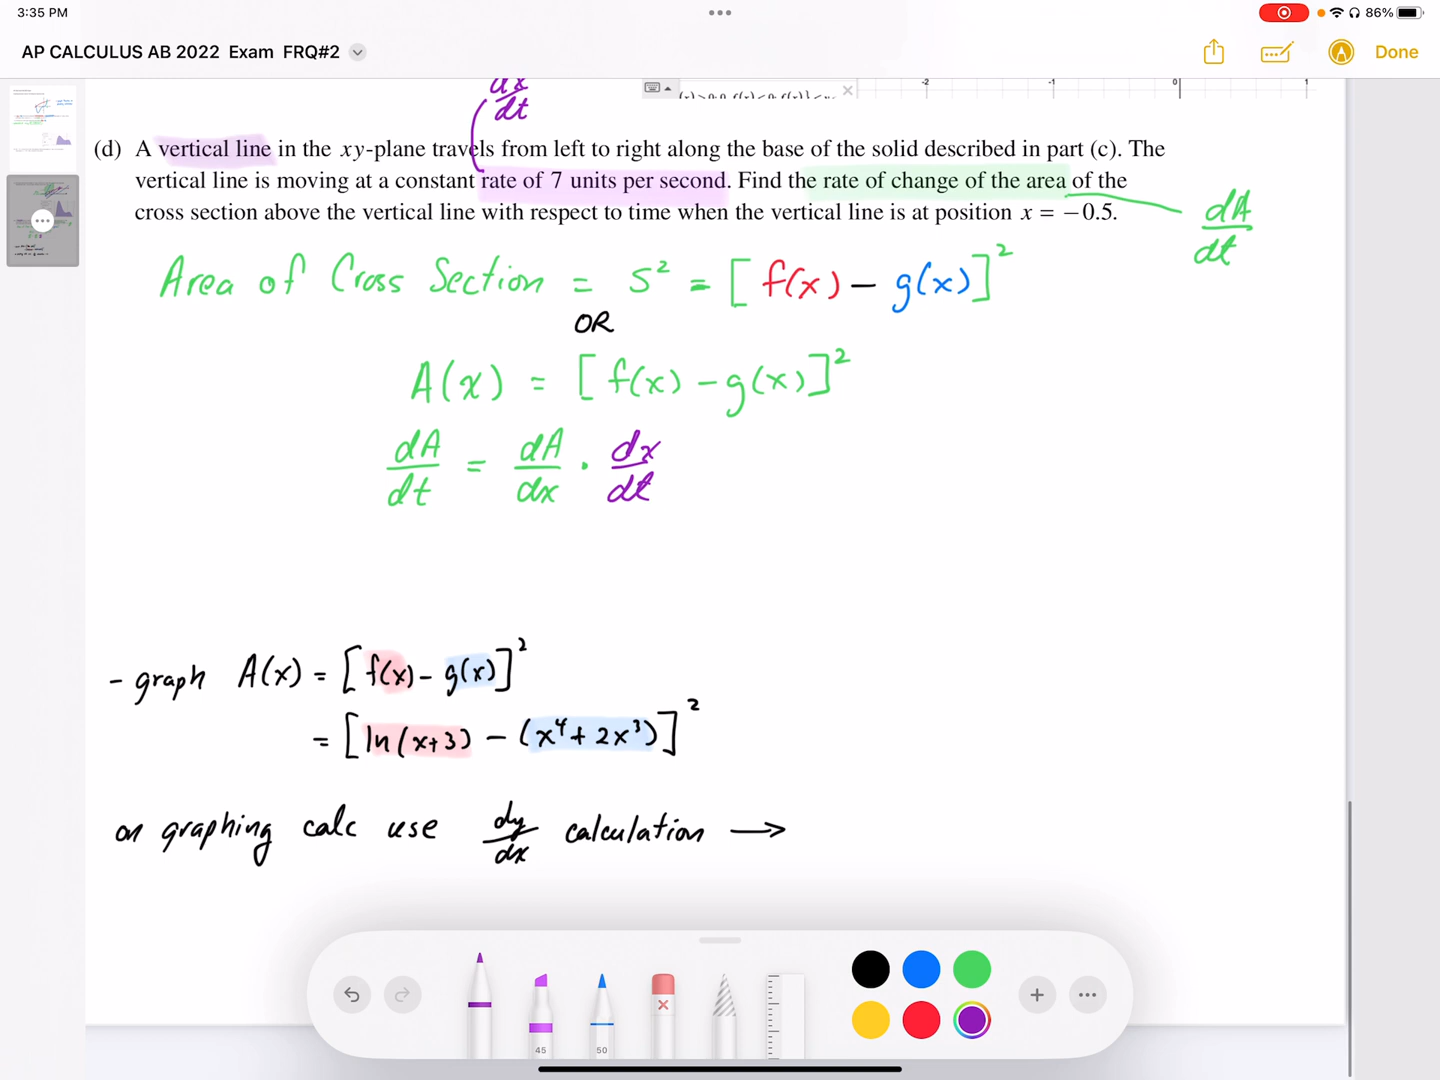 3:35 PM
86%
AP CALCULUS AB 2022 Exam FRQ#2
Done
-2 -1 0 1
dx/dt
(d) A vertical line in the xy-plane travels from left to right along the base of the solid described in part (c). The
vertical line is moving at a constant rate of 7 units per second. Find the rate of change of the area of the
cross section above the vertical line with respect to time when the vertical line is at position x = −0.5.
dA/dt
Area of Cross Section = S² = [f(x) − g(x)]²
OR
A(x) = [f(x) − g(x)]²
dA/dt = dA/dx · dx/dt
- graph A(x) = [f(x) − g(x)]²
= [ln(x+3) − (x⁴ + 2x³)]²
on graphing calc use dy/dx calculation →
45 50